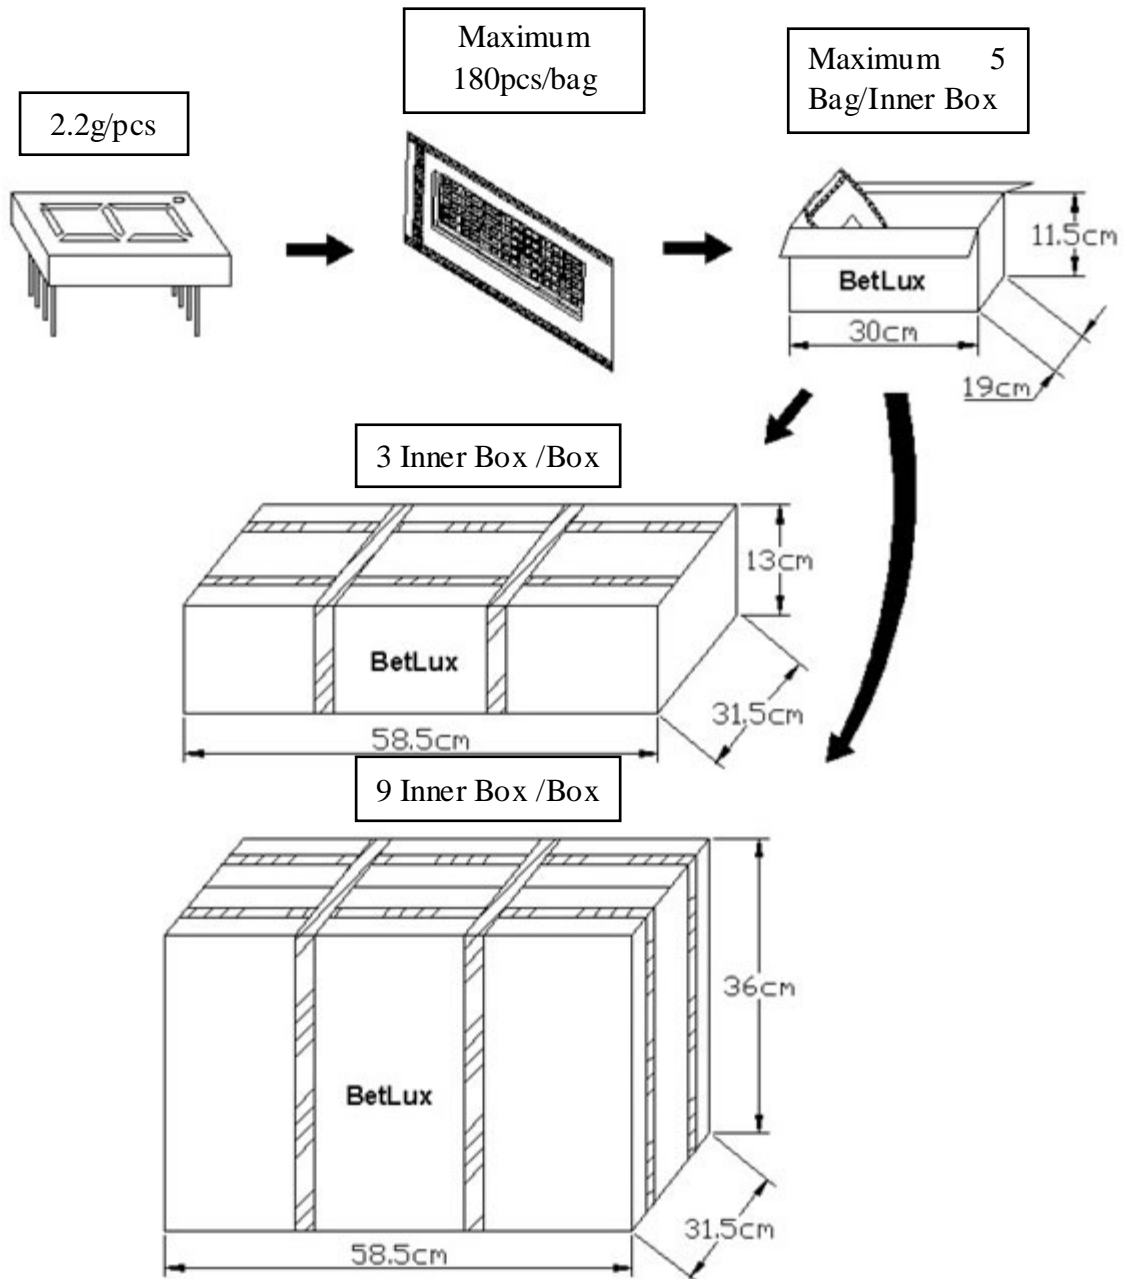 Maximum
180pcs/bag
Maximum 5
Bag/Inner Box
2.2g/pcs
11.5cm
BetLux
30cm
19cm
3 Inner Box /Box
13cm
BetLux
31.5cm
58.5cm
9 Inner Box /Box
36cm
BetLux
31.5cm
58.5cm